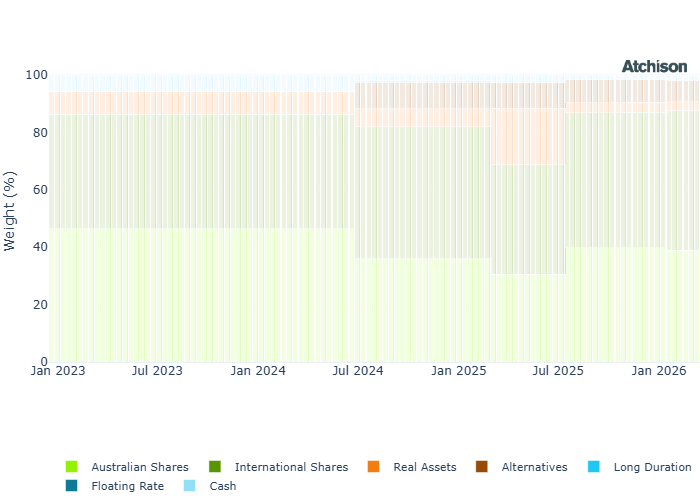 Atchison
100
80
60
40
20
0
Weight (%)
Jan 2023 Jul 2023 Jan 2024 Jul 2024 Jan 2025 Jul 2025 Jan 2026
Australian Shares International Shares Real Assets Alternatives Long Duration
Floating Rate Cash